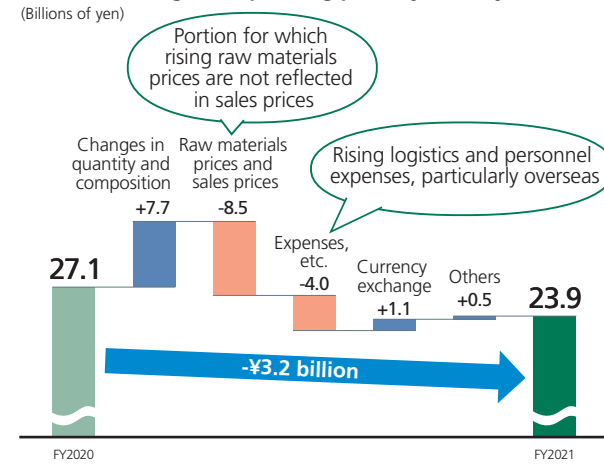 (Billions of yen)
Portion for which
rising raw materials
prices are not reflected
in sales prices
Changes in
quantity and
composition
+7.7
Raw materials
prices and
sales prices
-8.5
Rising logistics and personnel
expenses, particularly overseas
Expenses,
etc.
-4.0
Currency
exchange
+1.1
Others
+0.5
27.1
23.9
-¥3.2 billion
FY2020
FY2021